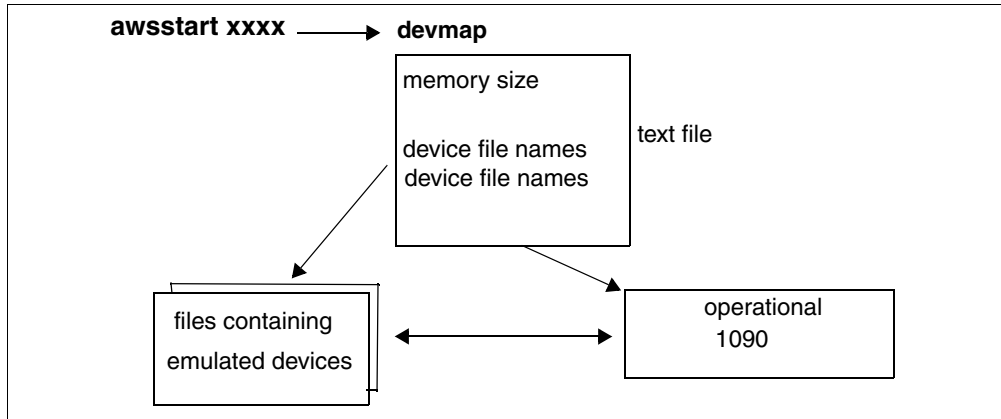 awsstart xxxx
devmap
memory size
text file
device file names
device file names
files containing
emulated devices
operational
1090